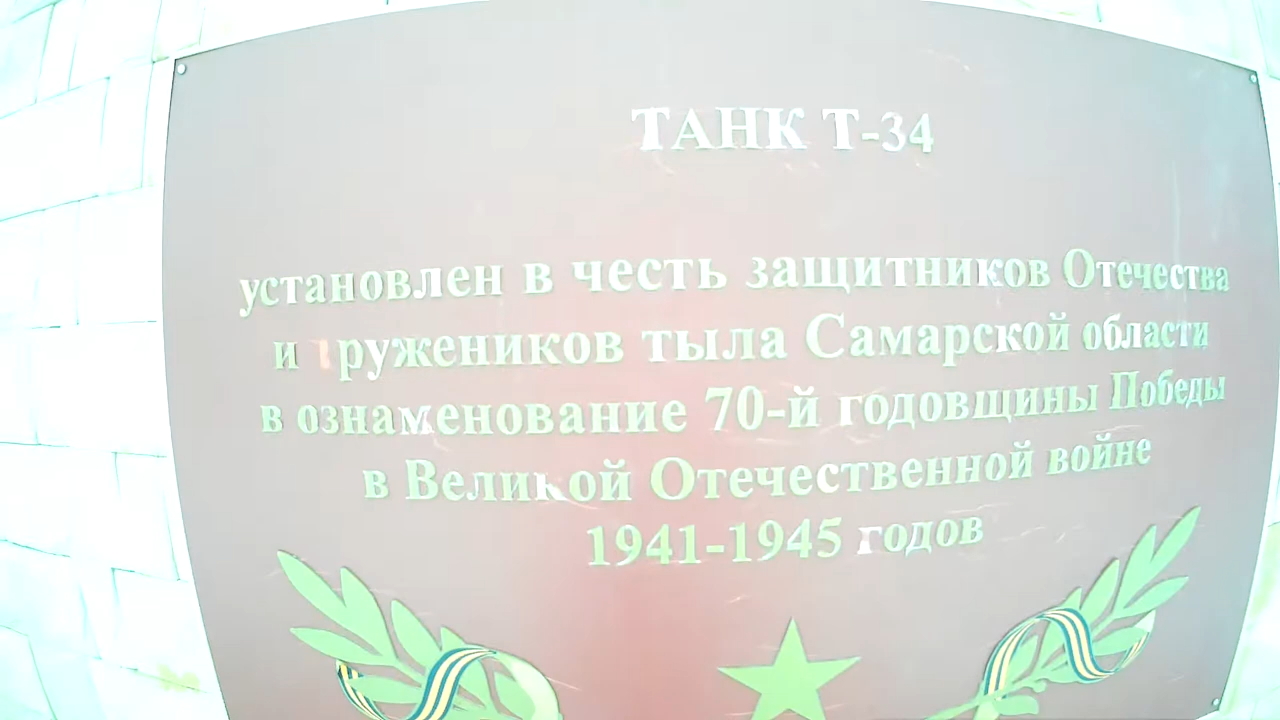 ТАНК Т-34
установлен в честь защитников Отечества
и тружеников тыла Самарской области
в ознаменование 70-й годовщины Победы
в Великой Отечественной войне
1941-1945 годов